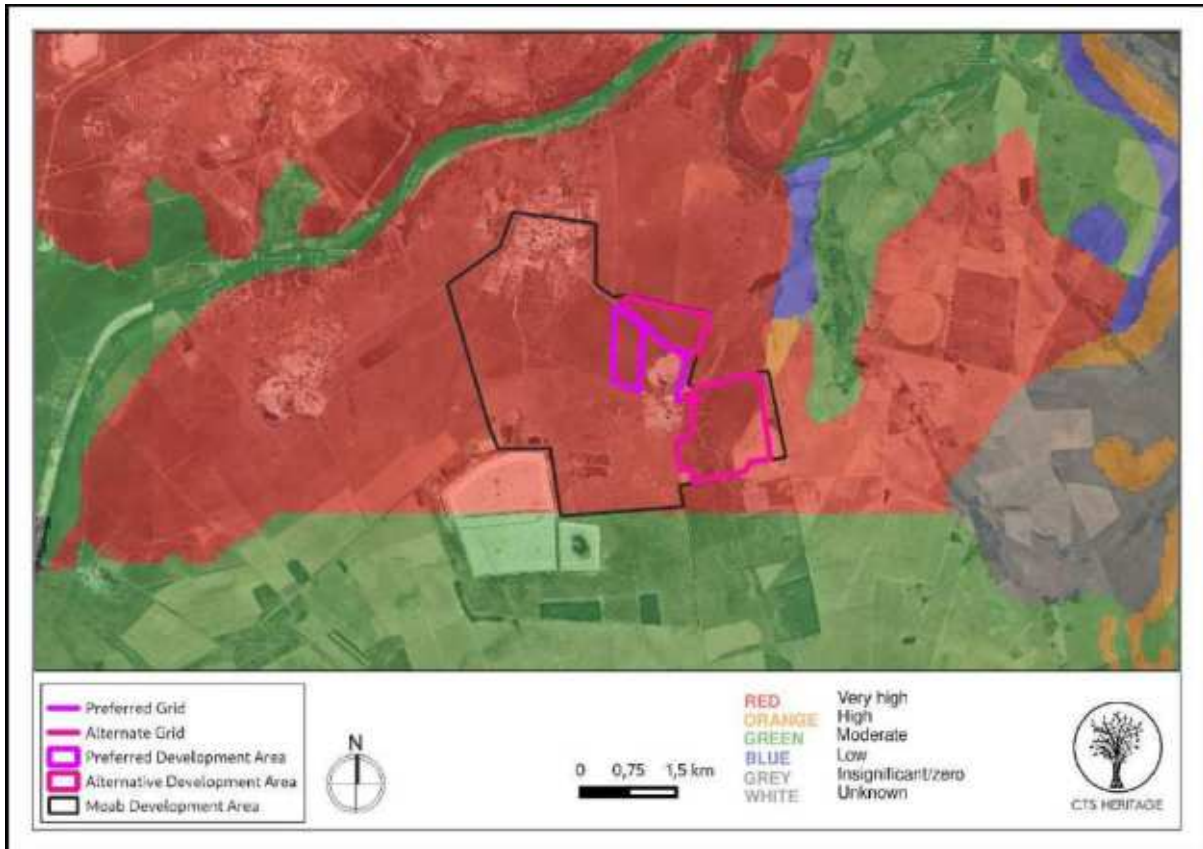 Preferred Grid
Alternate Grid
Preferred Development Area
Alternative Development Area
Moab Development Area
N
0 0,75 1,5 km
RED Very high
ORANGE High
GREEN Moderate
BLUE Low
GREY Insignificant/zero
WHITE Unknown
CTS HERITAGE